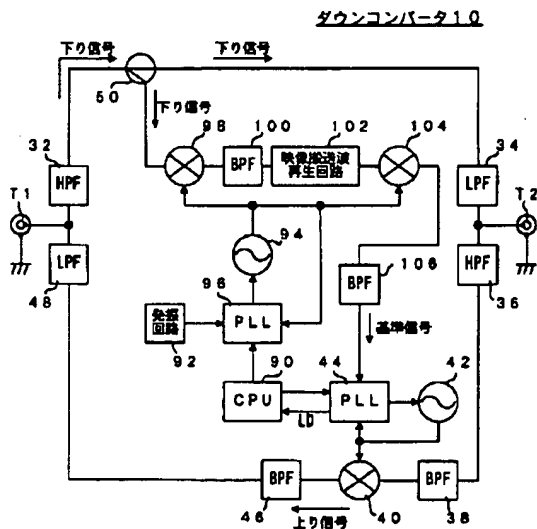 ダウンコンバータ10
下り信号
下り信号
50
下り信号
98
100
102
104
32
34
HPF
BPF
映像搬送波
再生回路
LPF
T1
T2
94
LPF
106
HPF
48
96
BPF
36
発振
回路
PLL
基準信号
92
90
44
42
CPU
PLL
LD
46
BPF
BPF
40
38
上り信号